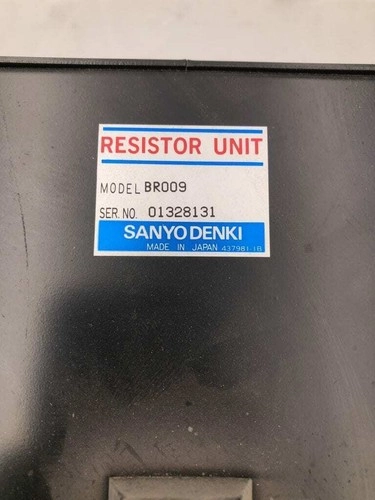 RESISTOR UNIT
MODEL BR009
SER. NO. 01328131
SANYO DENKI
MADE IN JAPAN 437981-1B